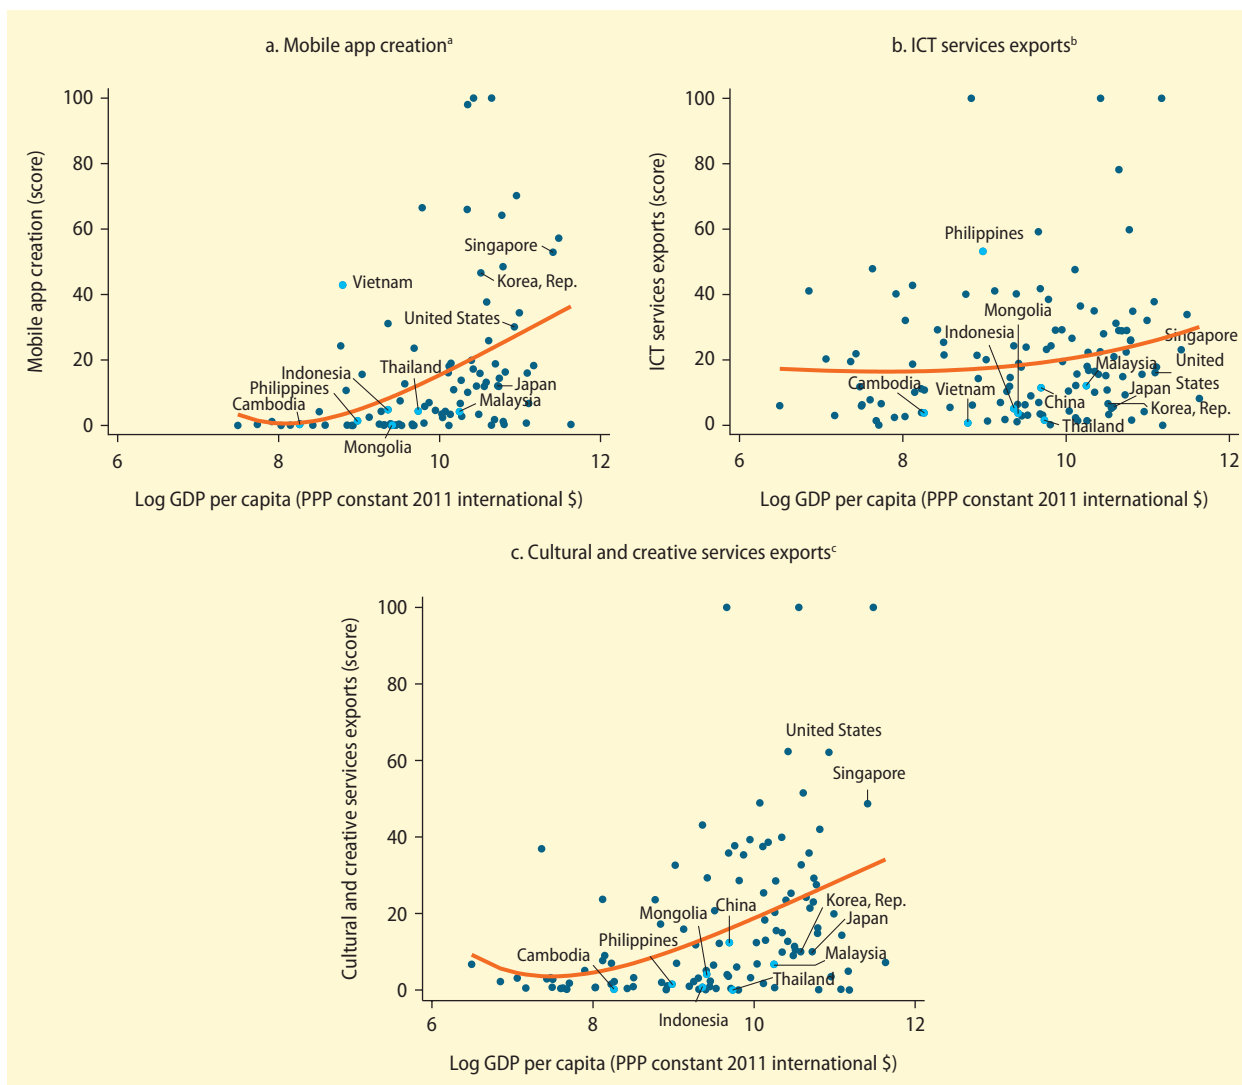 a. Mobile app creationᵃ
Mobile app creation (score)
100
80
60
40
20
0
Singapore
Korea, Rep.
Vietnam
United States
Thailand
Indonesia
Philippines
Japan
Malaysia
Cambodia
Mongolia
6
8
10
12
Log GDP per capita (PPP constant 2011 international $)
b. ICT services exportsᵇ
ICT services exports (score)
100
80
60
40
20
0
Philippines
Mongolia
Indonesia
Singapore
Malaysia
United
States
Cambodia
Vietnam
Japan
China
Korea, Rep.
Thailand
6
8
10
12
Log GDP per capita (PPP constant 2011 international $)
c. Cultural and creative services exportsᶜ
Cultural and creative services exports (score)
100
80
60
40
20
0
United States
Singapore
Korea, Rep.
China
Mongolia
Japan
Philippines
Cambodia
Malaysia
Thailand
Indonesia
6
8
10
12
Log GDP per capita (PPP constant 2011 international $)